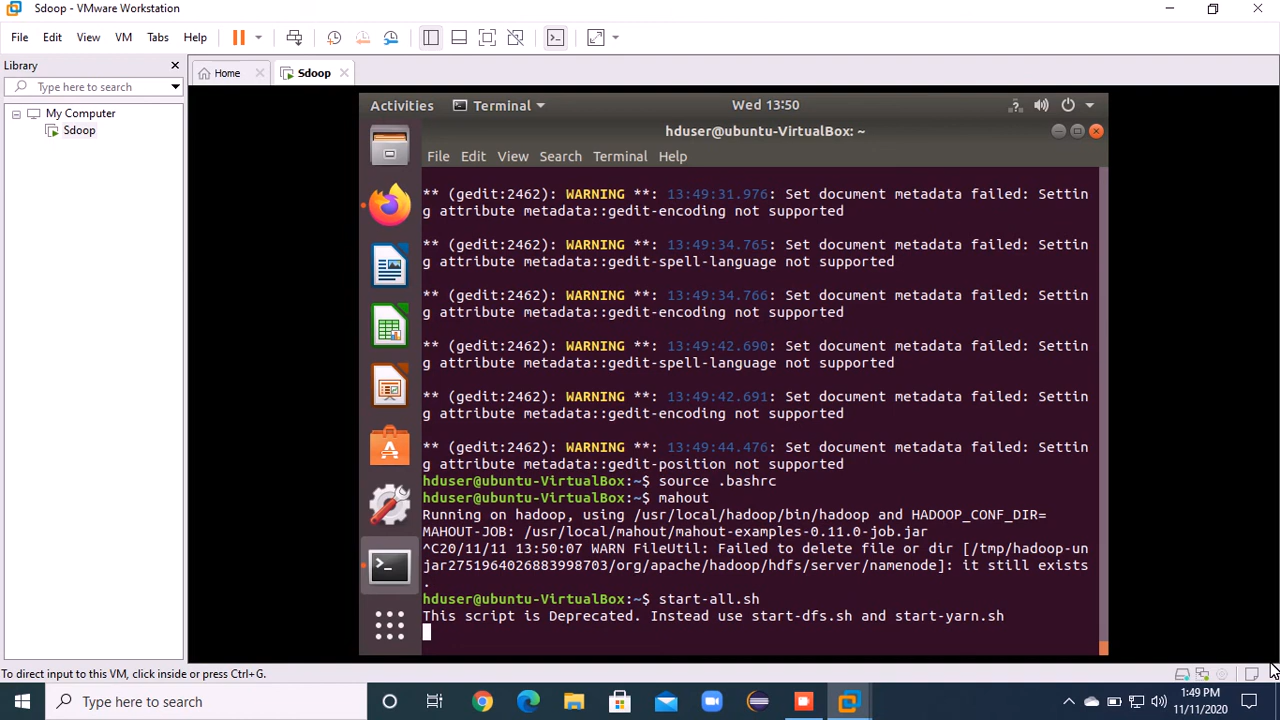 Sdoop - VMware Workstation
File Edit View VM Tabs Help
Library
Home
Sdoop
Type here to search
My Computer
Sdoop
Activities
Terminal
Wed 13:50
hduser@ubuntu-VirtualBox: ~
File Edit View Search Terminal Help
** (gedit:2462): WARNING **: 13:49:31.976: Set document metadata failed: Settin
g attribute metadata::gedit-encoding not supported
** (gedit:2462): WARNING **: 13:49:34.765: Set document metadata failed: Settin
g attribute metadata::gedit-spell-language not supported
** (gedit:2462): WARNING **: 13:49:34.766: Set document metadata failed: Settin
g attribute metadata::gedit-encoding not supported
** (gedit:2462): WARNING **: 13:49:42.690: Set document metadata failed: Settin
g attribute metadata::gedit-spell-language not supported
** (gedit:2462): WARNING **: 13:49:42.691: Set document metadata failed: Settin
g attribute metadata::gedit-encoding not supported
** (gedit:2462): WARNING **: 13:49:44.476: Set document metadata failed: Settin
g attribute metadata::gedit-position not supported
hduser@ubuntu-VirtualBox:~$ source .bashrc
hduser@ubuntu-VirtualBox:~$ mahout
Running on hadoop, using /usr/local/hadoop/bin/hadoop and HADOOP_CONF_DIR=
MAHOUT-JOB: /usr/local/mahout/mahout-examples-0.11.0-job.jar
^C20/11/11 13:50:07 WARN FileUtil: Failed to delete file or dir [/tmp/hadoop-un
jar2751964026883998703/org/apache/hadoop/hdfs/server/namenode]: it still exists
.
hduser@ubuntu-VirtualBox:~$ start-all.sh
This script is Deprecated. Instead use start-dfs.sh and start-yarn.sh
To direct input to this VM, click inside or press Ctrl+G.
Type here to search
1:49 PM
11/11/2020